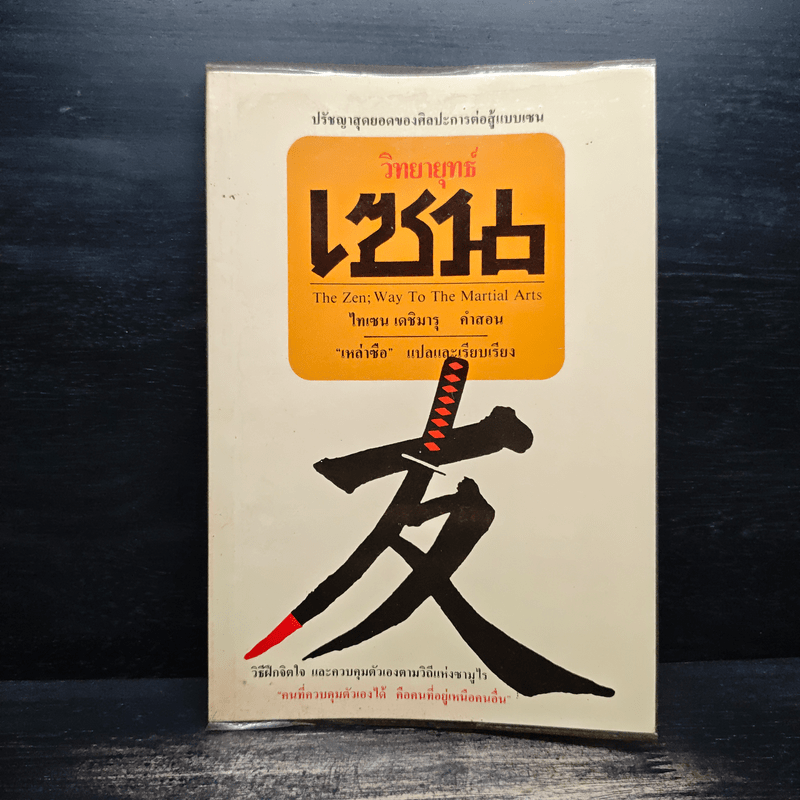 ปรัชญาสุดยอดของศิลปะการต่อสู้แบบเซน
วิทยายุทธ์
เซน
The Zen; Way To The Martial Arts
ไทเซน เดชิมารุ คำสอน
"เหล่าซือ" แปลและเรียบเรียง
友
วิธีฝึกจิตใจ และควบคุมตัวเองตามวิถีแห่งซามูไร
"คนที่ควบคุมตัวเองได้ คือคนที่อยู่เหนือคนอื่น"